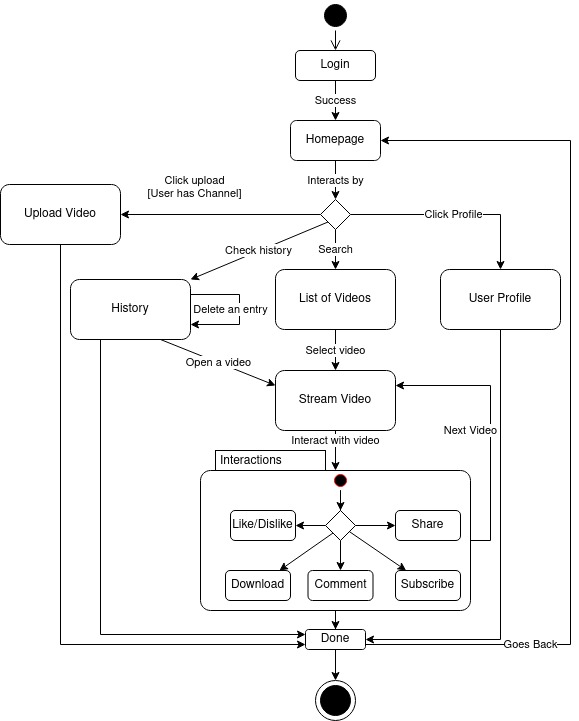 Login
Success
Homepage
Interacts by
Click upload
[User has Channel]
Upload Video
Click Profile
Check history
Search
History
Delete an entry
List of Videos
User Profile
Open a video
Select video
Stream Video
Next Video
Interact with video
Interactions
Like/Dislike
Share
Download
Comment
Subscribe
Done
Goes Back